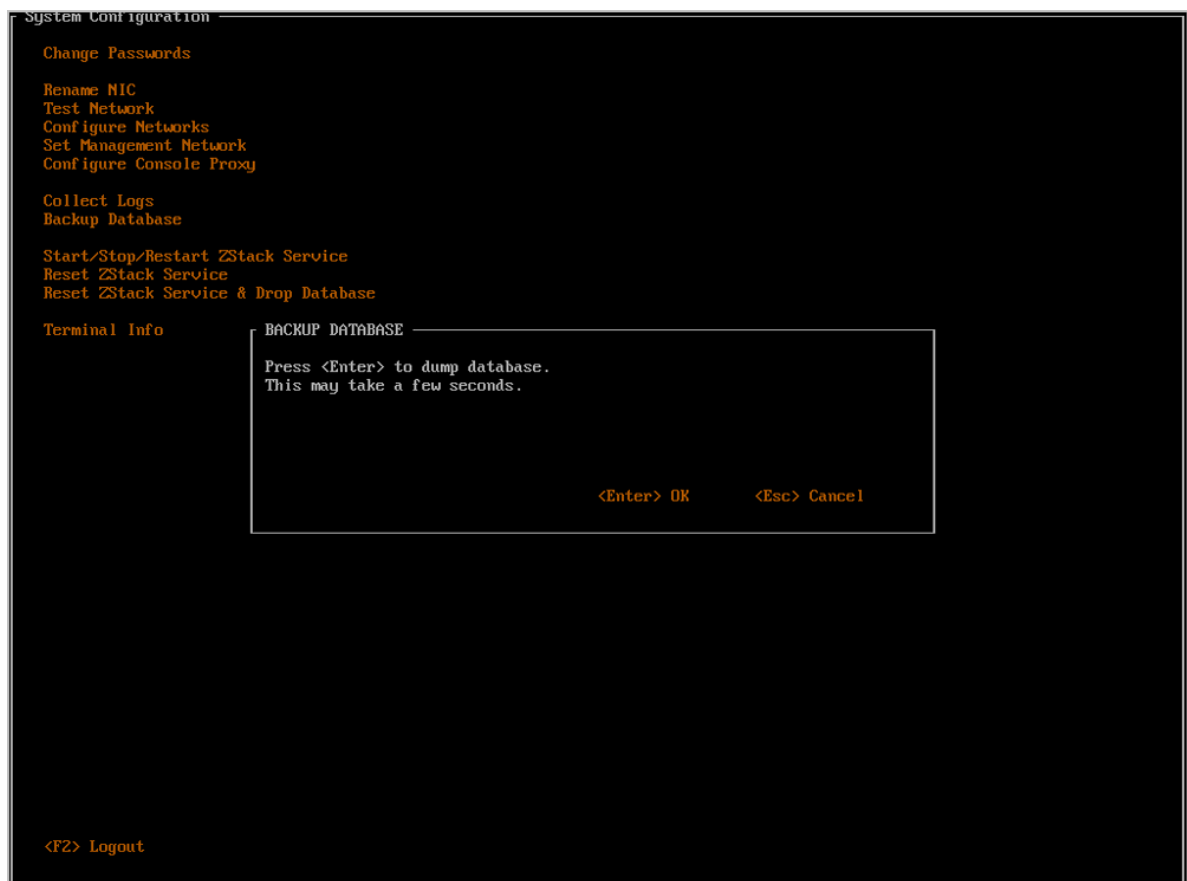 System Configuration
Change Passwords
Rename NIC
Test Network
Configure Networks
Set Management Network
Configure Console Proxy
Collect Logs
Backup Database
Start/Stop/Restart ZStack Service
Reset ZStack Service
Reset ZStack Service & Drop Database
Terminal Info
BACKUP DATABASE
Press <Enter> to dump database.
This may take a few seconds.
<Enter> OK <Esc> Cancel
<F2> Logout